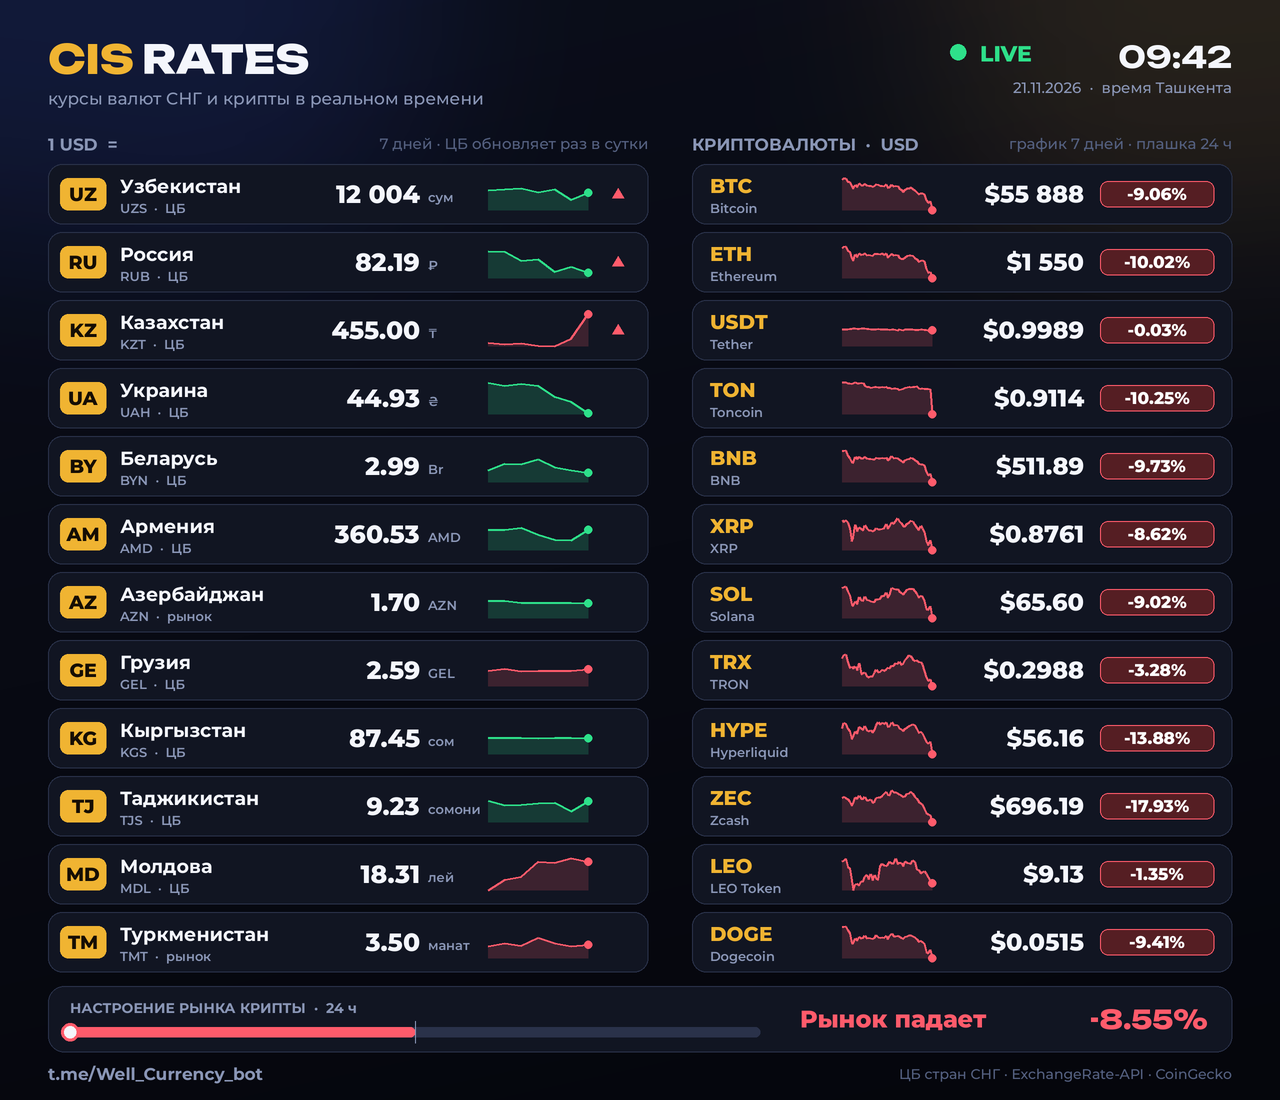 CIS RATES
курсы валют СНГ и крипты в реальном времени
LIVE
09:42
21.11.2026 · время Ташкента
1 USD =
7 дней · ЦБ обновляет раз в сутки
UZ
Узбекистан
UZS · ЦБ
12 004 сум
RU
Россия
RUB · ЦБ
82.19 ₽
KZ
Казахстан
KZT · ЦБ
455.00 ₸
UA
Украина
UAH · ЦБ
44.93 ₴
BY
Беларусь
BYN · ЦБ
2.99 Br
AM
Армения
AMD · ЦБ
360.53 AMD
AZ
Азербайджан
AZN · рынок
1.70 AZN
GE
Грузия
GEL · ЦБ
2.59 GEL
KG
Кыргызстан
KGS · ЦБ
87.45 сом
TJ
Таджикистан
TJS · ЦБ
9.23 сомони
MD
Молдова
MDL · ЦБ
18.31 лей
TM
Туркменистан
TMT · рынок
3.50 манат
КРИПТОВАЛЮТЫ · USD
график 7 дней · плашка 24 ч
BTC
Bitcoin
$55 888
-9.06%
ETH
Ethereum
$1 550
-10.02%
USDT
Tether
$0.9989
-0.03%
TON
Toncoin
$0.9114
-10.25%
BNB
BNB
$511.89
-9.73%
XRP
XRP
$0.8761
-8.62%
SOL
Solana
$65.60
-9.02%
TRX
TRON
$0.2988
-3.28%
HYPE
Hyperliquid
$56.16
-13.88%
ZEC
Zcash
$696.19
-17.93%
LEO
LEO Token
$9.13
-1.35%
DOGE
Dogecoin
$0.0515
-9.41%
НАСТРОЕНИЕ РЫНКА КРИПТЫ · 24 ч
Рынок падает
-8.55%
t.me/Well_Currency_bot
ЦБ стран СНГ · ExchangeRate-API · CoinGecko